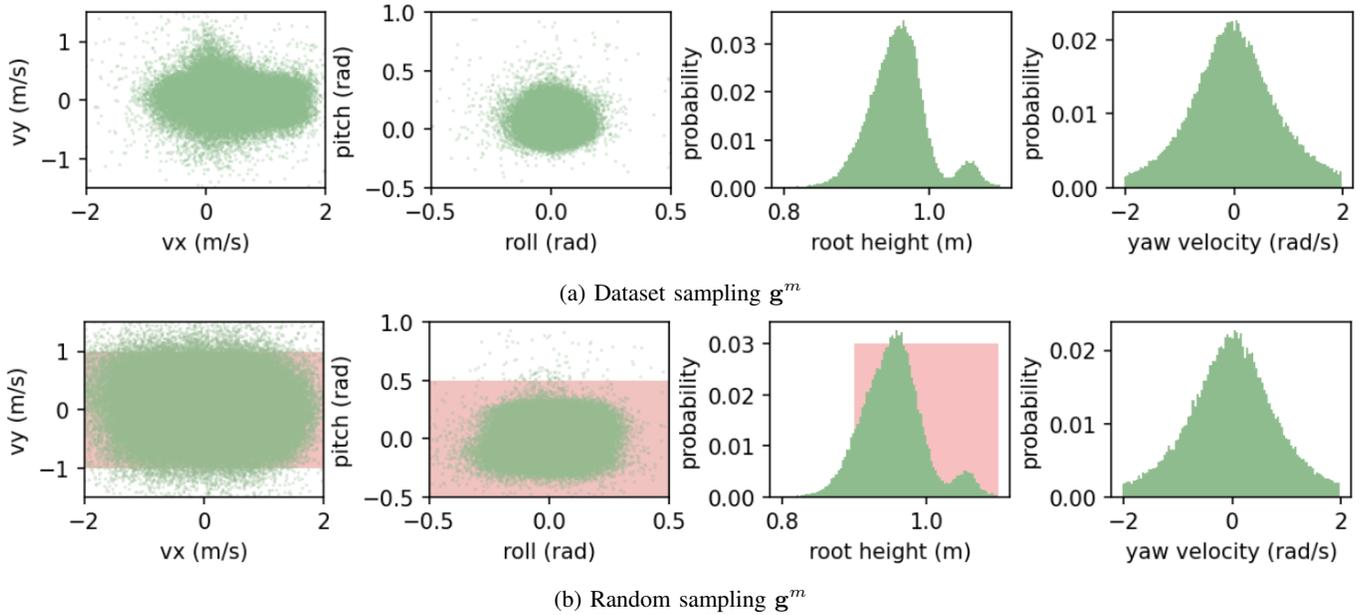 1
0
−1
vy (m/s)
−2 0 2
vx (m/s)
1.0
0.5
0.0
−0.5
pitch (rad)
−0.5 0.0 0.5
roll (rad)
0.03
0.02
0.01
0.00
probability
0.8 1.0
root height (m)
0.02
0.01
0.00
probability
−2 0 2
yaw velocity (rad/s)
(a) Dataset sampling g^m
1
0
−1
vy (m/s)
−2 0 2
vx (m/s)
1.0
0.5
0.0
−0.5
pitch (rad)
−0.5 0.0 0.5
roll (rad)
0.03
0.02
0.01
0.00
probability
0.8 1.0
root height (m)
0.02
0.01
0.00
probability
−2 0 2
yaw velocity (rad/s)
(b) Random sampling g^m